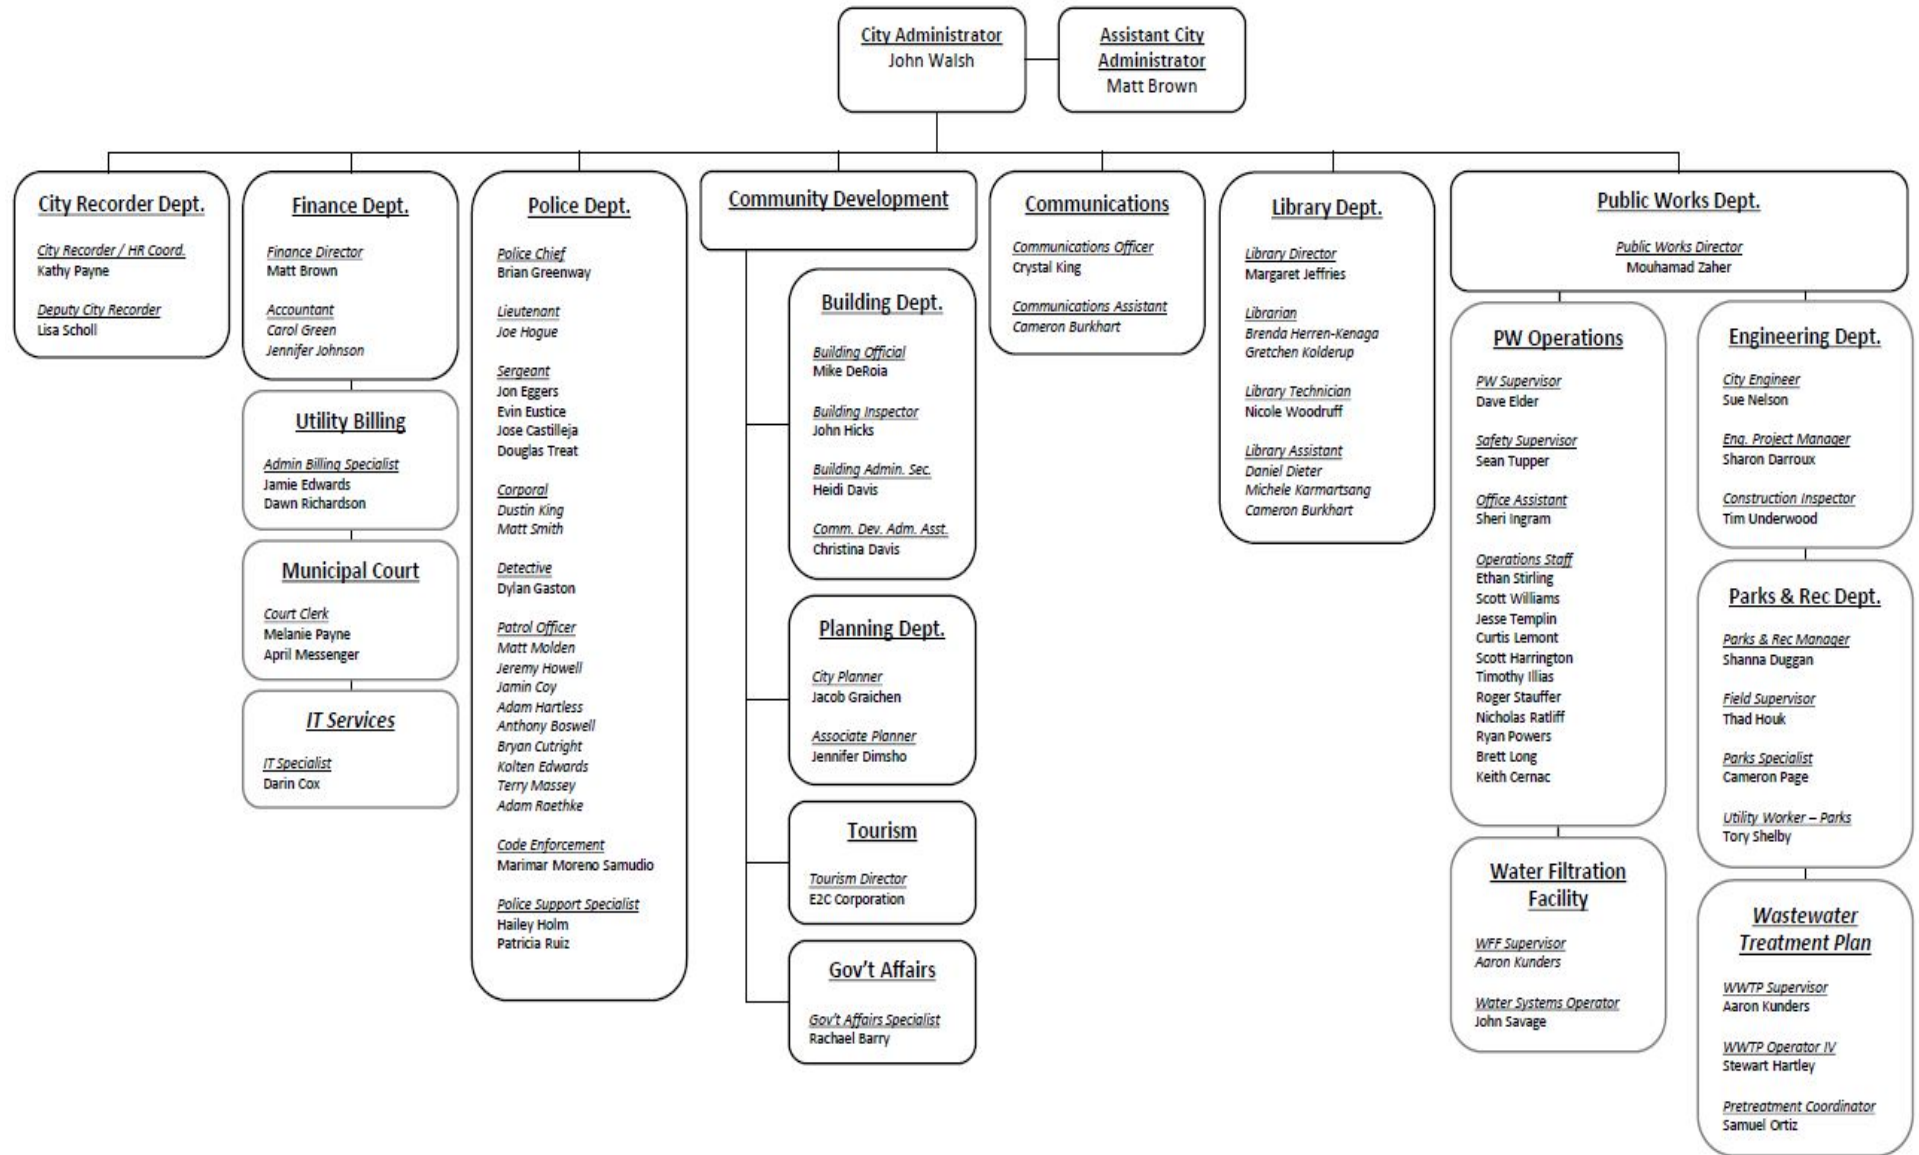 City Administrator
John Walsh
Assistant City
Administrator
Matt Brown
City Recorder Dept.
City Recorder / HR Coord.
Kathy Payne
Deputy City Recorder
Lisa Scholl
Finance Dept.
Finance Director
Matt Brown
Accountant
Carol Green
Jennifer Johnson
Utility Billing
Admin Billing Specialist
Jamie Edwards
Dawn Richardson
Municipal Court
Court Clerk
Melanie Payne
April Messenger
IT Services
IT Specialist
Darin Cox
Police Dept.
Police Chief
Brian Greenway
Lieutenant
Joe Hogue
Sergeant
Jon Eggers
Evin Eustice
Jose Castilleja
Douglas Treat
Corporal
Dustin King
Matt Smith
Detective
Dylan Gaston
Patrol Officer
Matt Molden
Jeremy Howell
Jamin Coy
Adam Hartless
Anthony Boswell
Bryan Cutright
Kolten Edwards
Terry Massey
Adam Raethke
Code Enforcement
Marimar Moreno Samudio
Police Support Specialist
Hailey Holm
Patricia Ruiz
Community Development
Building Dept.
Building Official
Mike DeRoia
Building Inspector
John Hicks
Building Admin. Sec.
Heidi Davis
Comm. Dev. Adm. Asst.
Christina Davis
Planning Dept.
City Planner
Jacob Graichen
Associate Planner
Jennifer Dimsho
Tourism
Tourism Director
E2C Corporation
Gov't Affairs
Gov't Affairs Specialist
Rachael Barry
Communications
Communications Officer
Crystal King
Communications Assistant
Cameron Burkhart
Library Dept.
Library Director
Margaret Jeffries
Librarian
Brenda Herren-Kenaga
Gretchen Kolderup
Library Technician
Nicole Woodruff
Library Assistant
Daniel Dieter
Michele Karmartsang
Cameron Burkhart
Public Works Dept.
Public Works Director
Mouhamad Zaher
PW Operations
PW Supervisor
Dave Elder
Safety Supervisor
Sean Tupper
Office Assistant
Sheri Ingram
Operations Staff
Ethan Stirling
Scott Williams
Jesse Templin
Curtis Lemont
Scott Harrington
Timothy Illias
Roger Stauffer
Nicholas Ratliff
Ryan Powers
Brett Long
Keith Cernac
Water Filtration
Facility
WFF Supervisor
Aaron Kunders
Water Systems Operator
John Savage
Engineering Dept.
City Engineer
Sue Nelson
Eng. Project Manager
Sharon Darroux
Construction Inspector
Tim Underwood
Parks & Rec Dept.
Parks & Rec Manager
Shanna Duggan
Field Supervisor
Thad Houk
Parks Specialist
Cameron Page
Utility Worker – Parks
Tory Shelby
Wastewater
Treatment Plan
WWTP Supervisor
Aaron Kunders
WWTP Operator IV
Stewart Hartley
Pretreatment Coordinator
Samuel Ortiz